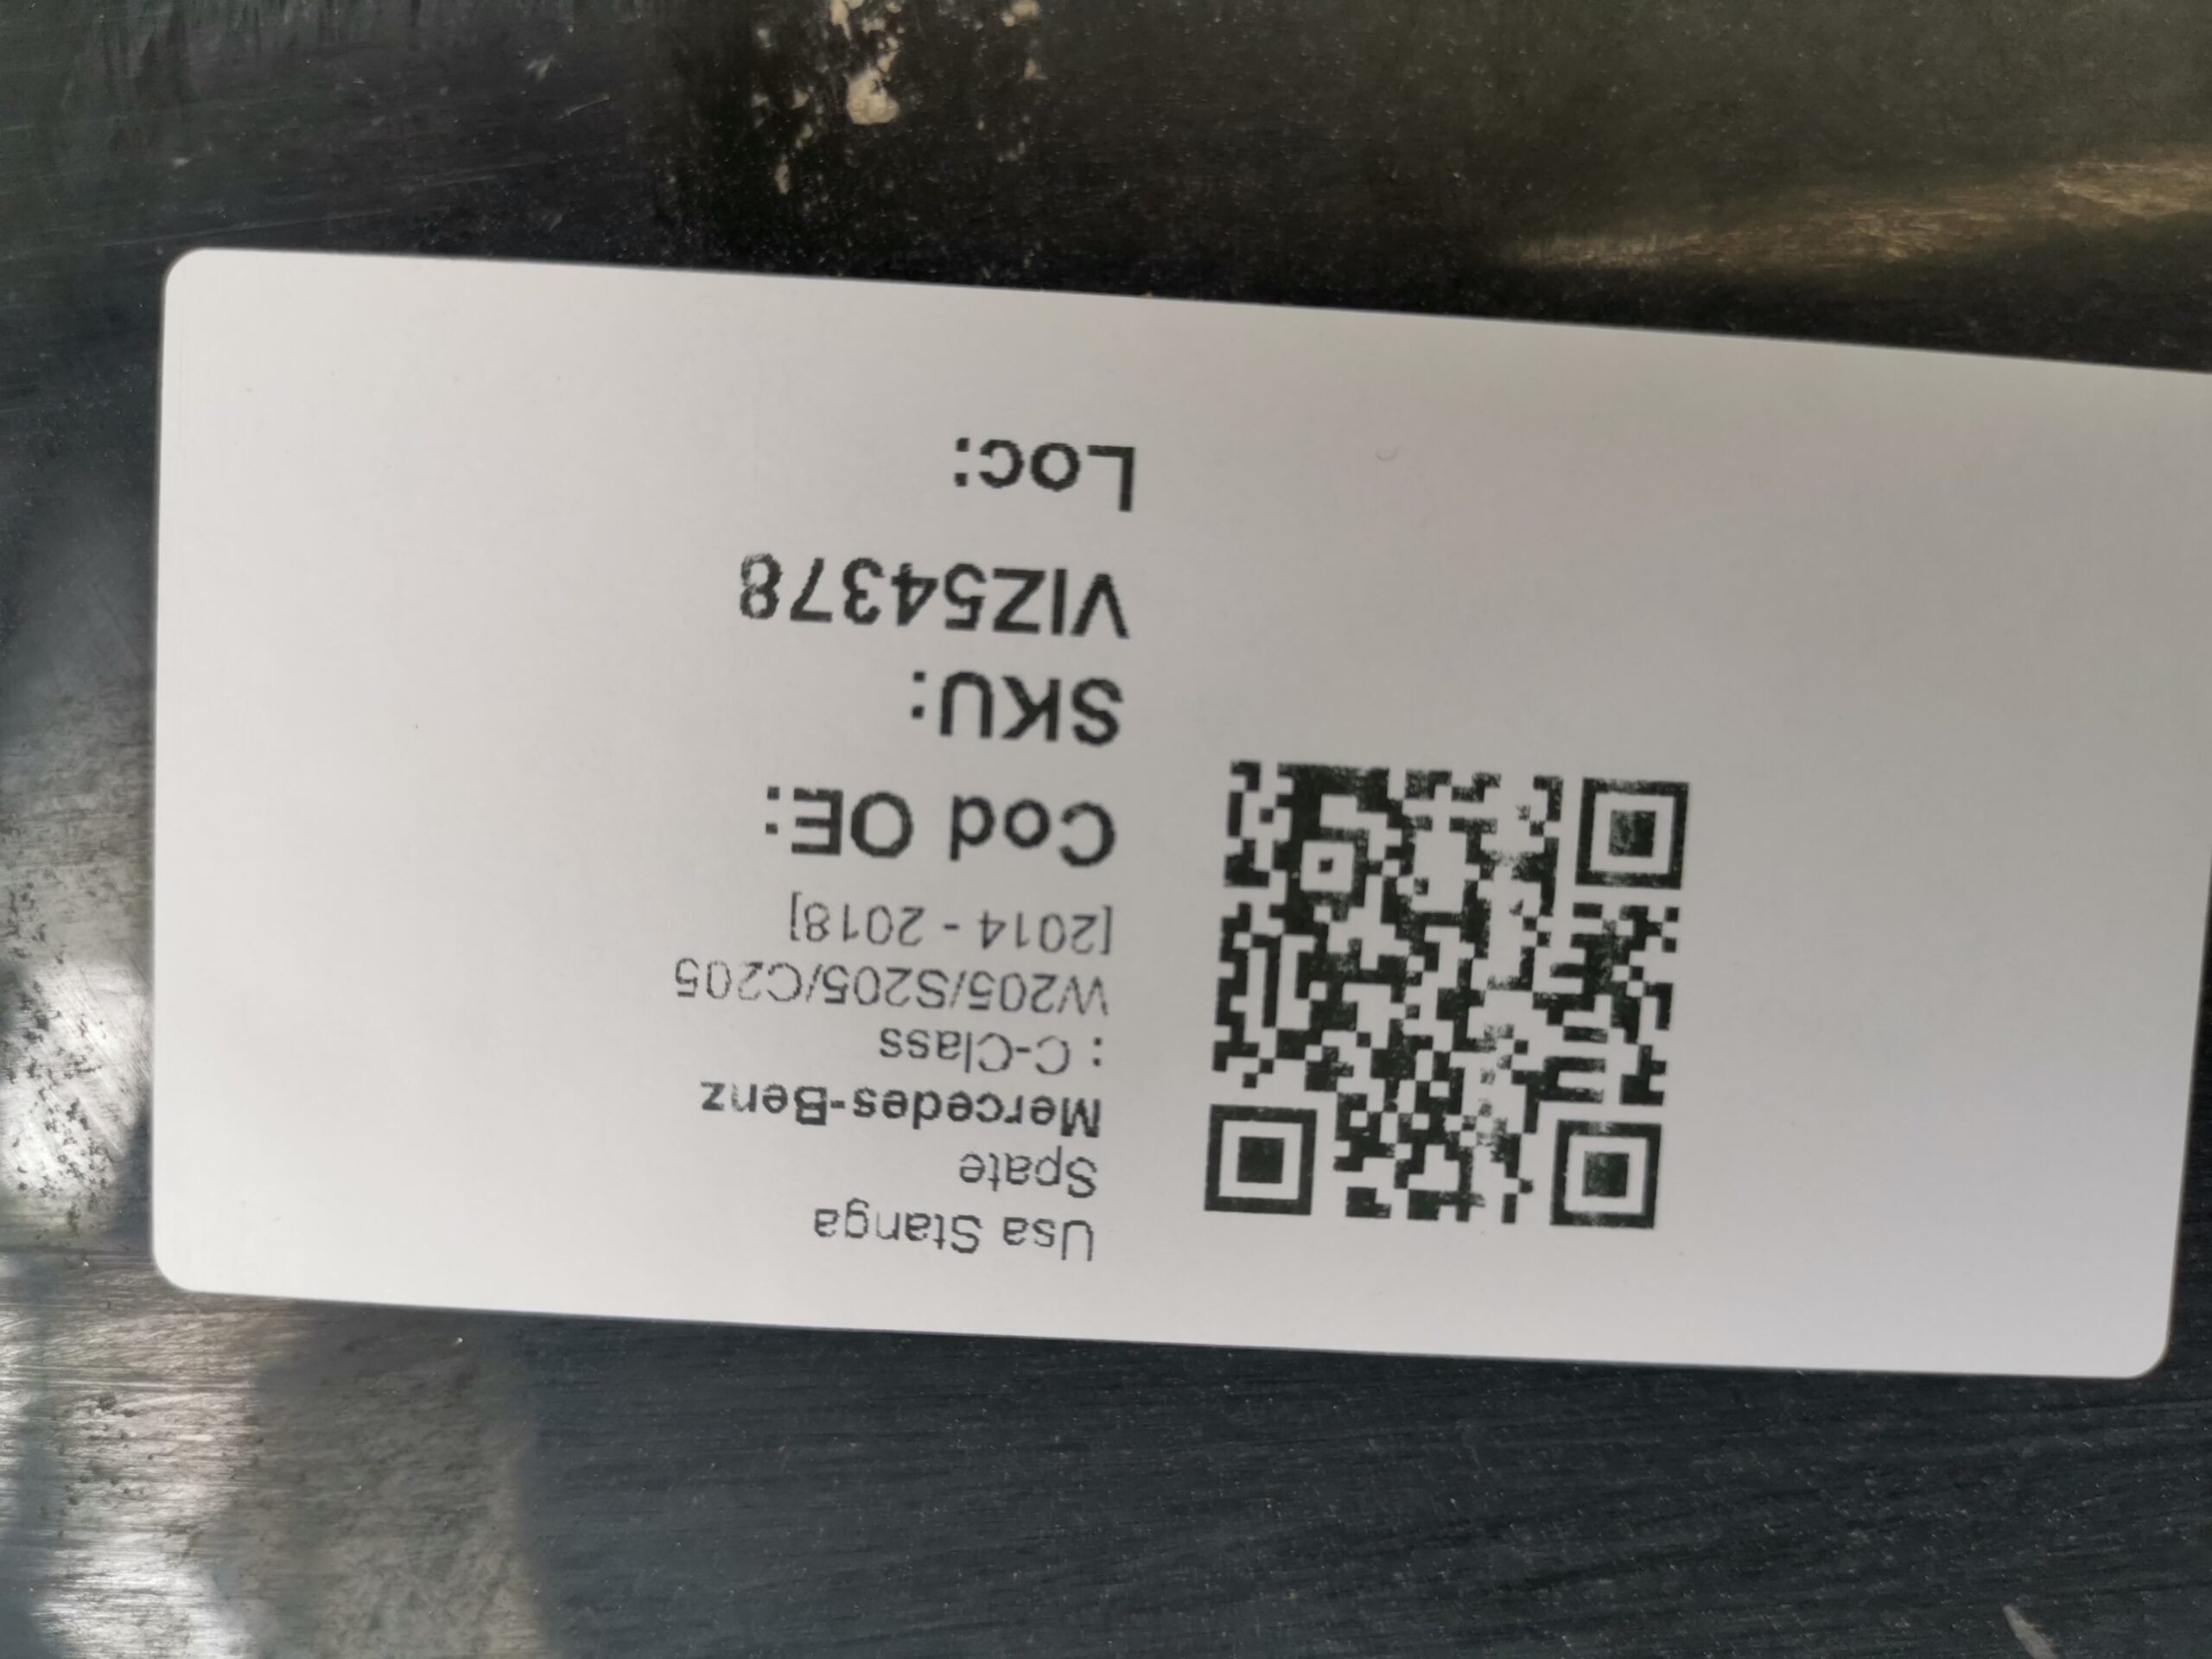 Usa Stanga
Spate
Mercedes-Benz
: C-Class
W205/S205/C205
[2014 - 2018]
Cod OE:
SKU:
VIZ54378
Loc: